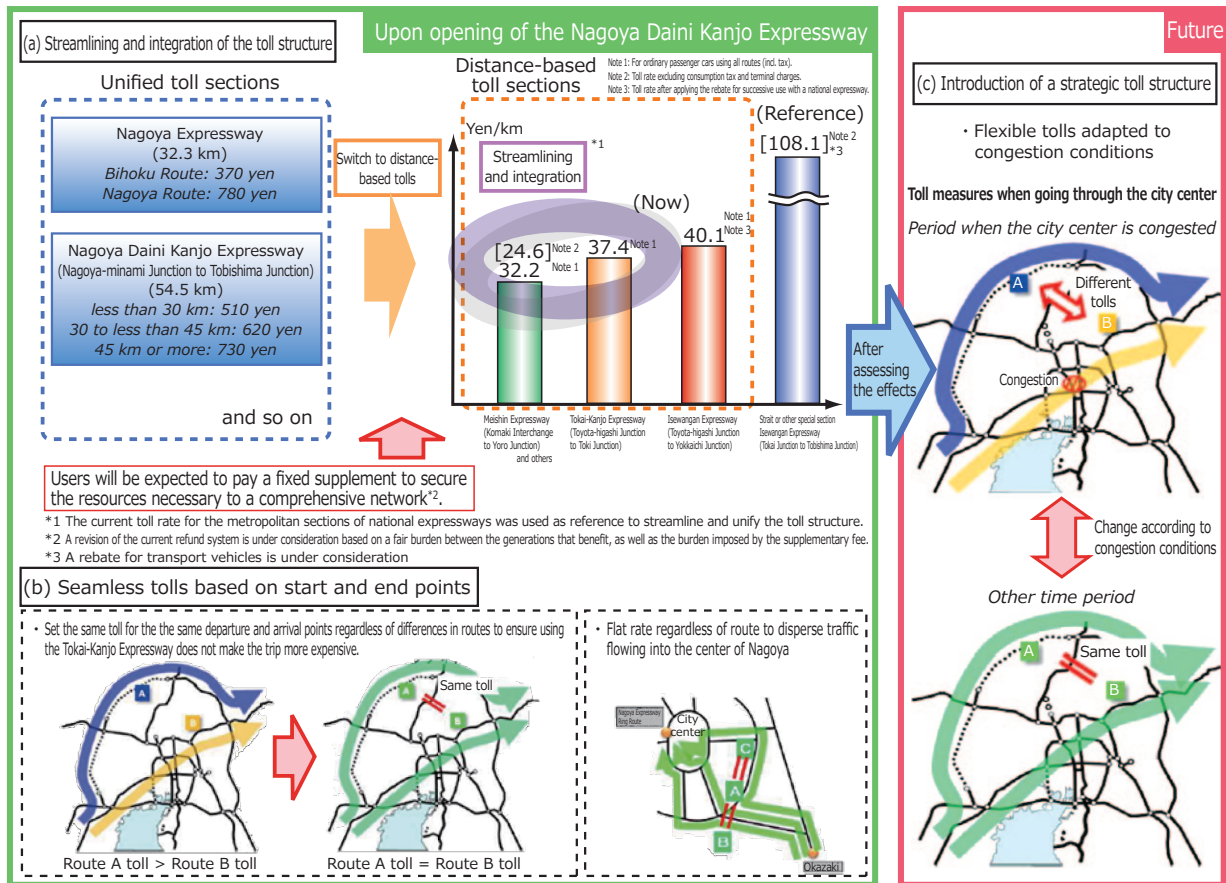 Upon opening of the Nagoya Daini Kanjo Expressway
(a) Streamlining and integration of the toll structure
Unified toll sections
Nagoya Expressway
(32.3 km)
Bihoku Route: 370 yen
Nagoya Route: 780 yen
Nagoya Daini Kanjo Expressway
(Nagoya-minami Junction to Tobishima Junction)
(54.5 km)
less than 30 km: 510 yen
30 to less than 45 km: 620 yen
45 km or more: 730 yen
and so on
Switch to distance-
based tolls
Distance-based
toll sections
Note 1: For ordinary passenger cars using all routes (incl. tax).
Note 2: Toll rate excluding consumption tax and terminal charges.
Note 3: Toll rate after applying the rebate for successive use with a national expressway.
(Reference)
Yen/km
Streamlining
and integration
*1
(Now)
[24.6] Note 2
32.2 Note 1
37.4 Note 1
Note 1
40.1 Note 3
[108.1] Note 2
*3
Meishin Expressway
(Komaki Interchange
to Yoro Junction)
and others
Tokai-Kanjo Expressway
(Toyota-higashi Junction
to Toki Junction)
Isewangan Expressway
(Toyota-higashi Junction
to Yokkaichi Junction)
Strait or other special section
Isewangan Expressway
(Tokai Junction to Tobishima Junction)
Users will be expected to pay a fixed supplement to secure
the resources necessary to a comprehensive network*2.
*1 The current toll rate for the metropolitan sections of national expressways was used as reference to streamline and unify the toll structure.
*2 A revision of the current refund system is under consideration based on a fair burden between the generations that benefit, as well as the burden imposed by the supplementary fee.
*3 A rebate for transport vehicles is under consideration
(b) Seamless tolls based on start and end points
・ Set the same toll for the the same departure and arrival points regardless of differences in routes to ensure using
the Tokai-Kanjo Expressway does not make the trip more expensive.
A
B
Route A toll > Route B toll
A
Same toll
B
Route A toll = Route B toll
・ Flat rate regardless of route to disperse traffic
flowing into the center of Nagoya
Nagoya Expressway
Ring Route
City
center
C
A
B
Okazaki
After
assessing
the effects
Future
(c) Introduction of a strategic toll structure
・ Flexible tolls adapted to
congestion conditions
Toll measures when going through the city center
Period when the city center is congested
A
Different
tolls
B
Congestion
Change according to
congestion conditions
Other time period
A
Same toll
B